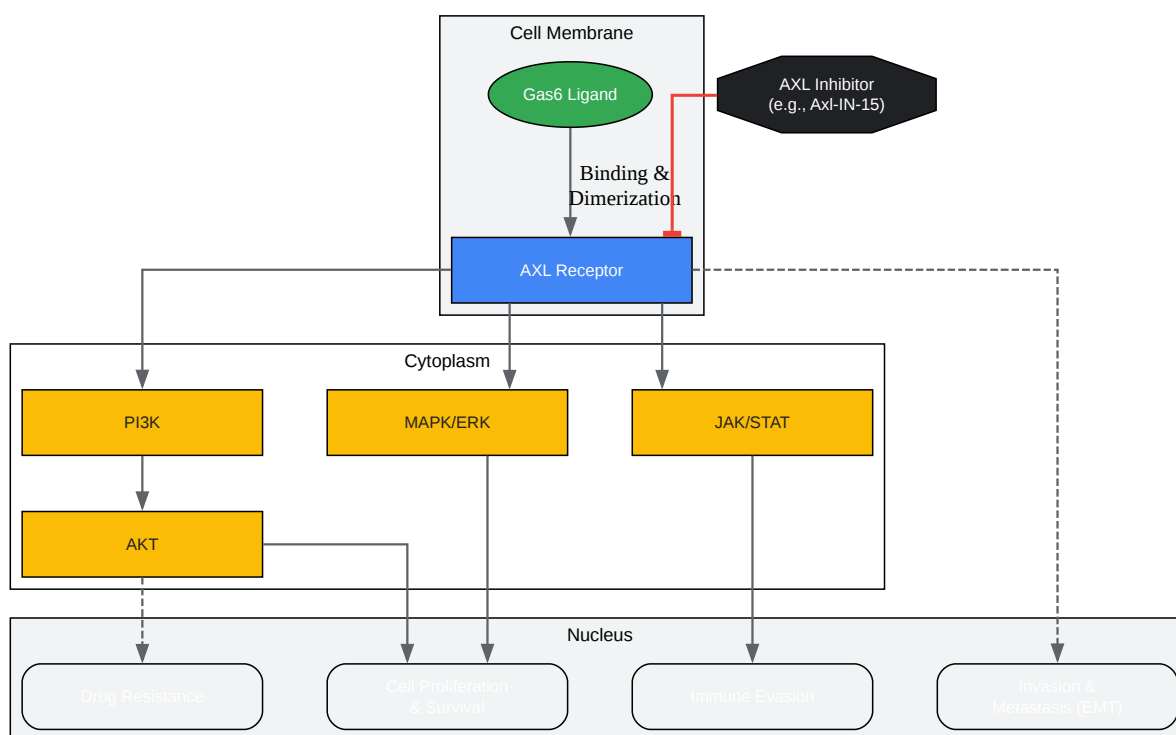 Cell Membrane
Gas6 Ligand
AXL Inhibitor
(e.g., Axl-IN-15)
Binding &
Dimerization
AXL Receptor
Cytoplasm
PI3K
MAPK/ERK
JAK/STAT
AKT
Nucleus
Drug Resistance
Cell Proliferation
& Survival
Immune Evasion
Invasion &
Metastasis (EMT)